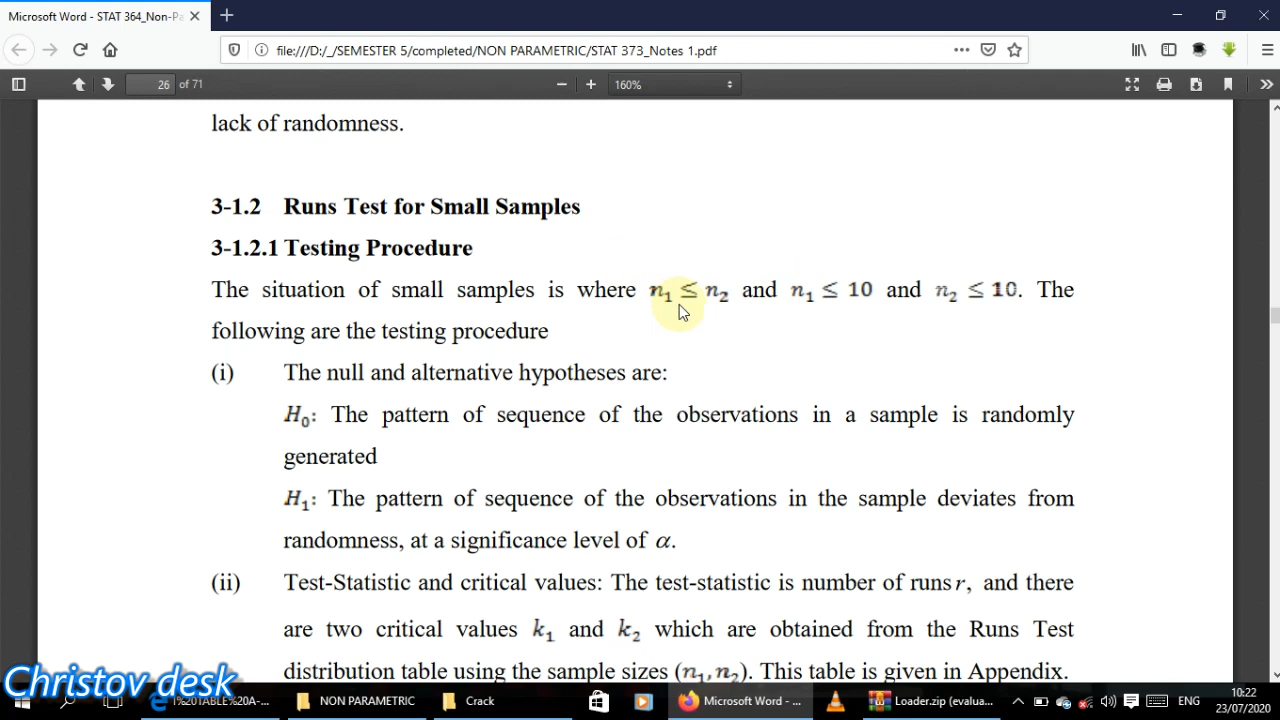 Microsoft Word - STAT 364_Non-Pa
file:///D:/_/SEMESTER 5/completed/NON PARAMETRIC/STAT 373_Notes 1.pdf
26 of 71
160%
lack of randomness.
3-1.2 Runs Test for Small Samples
3-1.2.1 Testing Procedure
The situation of small samples is where n₁ ≤ n₂ and n₁ ≤ 10 and n₂ ≤ 10. The
following are the testing procedure
(i) The null and alternative hypotheses are:
H₀: The pattern of sequence of the observations in a sample is randomly
generated
H₁: The pattern of sequence of the observations in the sample deviates from
randomness, at a significance level of α.
(ii) Test-Statistic and critical values: The test-statistic is number of runs r, and there
are two critical values k₁ and k₂ which are obtained from the Runs Test
distribution table using the sample sizes (n₁, n₂). This table is given in Appendix.
Christov desk
I%20TABLE%20A-...
NON PARAMETRIC
Crack
Microsoft Word - ...
Loader.zip (evalua...
ENG
10:22
23/07/2020